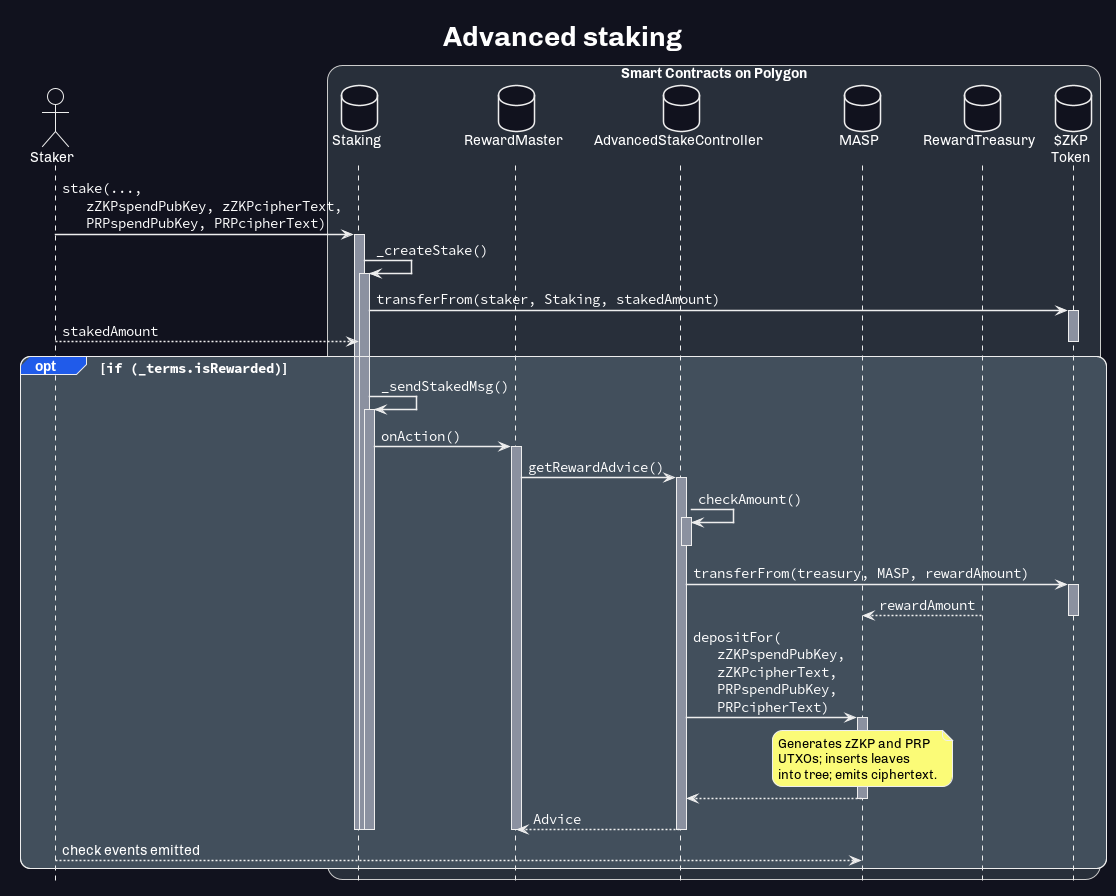 Advanced staking
Smart Contracts on Polygon
Staker
Staking
RewardMaster
AdvancedStakeController
MASP
RewardTreasury
$ZKP
Token
stake(...,
zZKPspendPubKey, zZKPcipherText,
PRPspendPubKey, PRPcipherText)
_createStake()
transferFrom(staker, Staking, stakedAmount)
stakedAmount
opt
[if (_terms.isRewarded)]
_sendStakedMsg()
onAction()
getRewardAdvice()
checkAmount()
transferFrom(treasury, MASP, rewardAmount)
rewardAmount
depositFor(
zZKPspendPubKey,
zZKPcipherText,
PRPspendPubKey,
PRPcipherText)
Generates zZKP and PRP
UTXOs; inserts leaves
into tree; emits ciphertext.
Advice
check events emitted